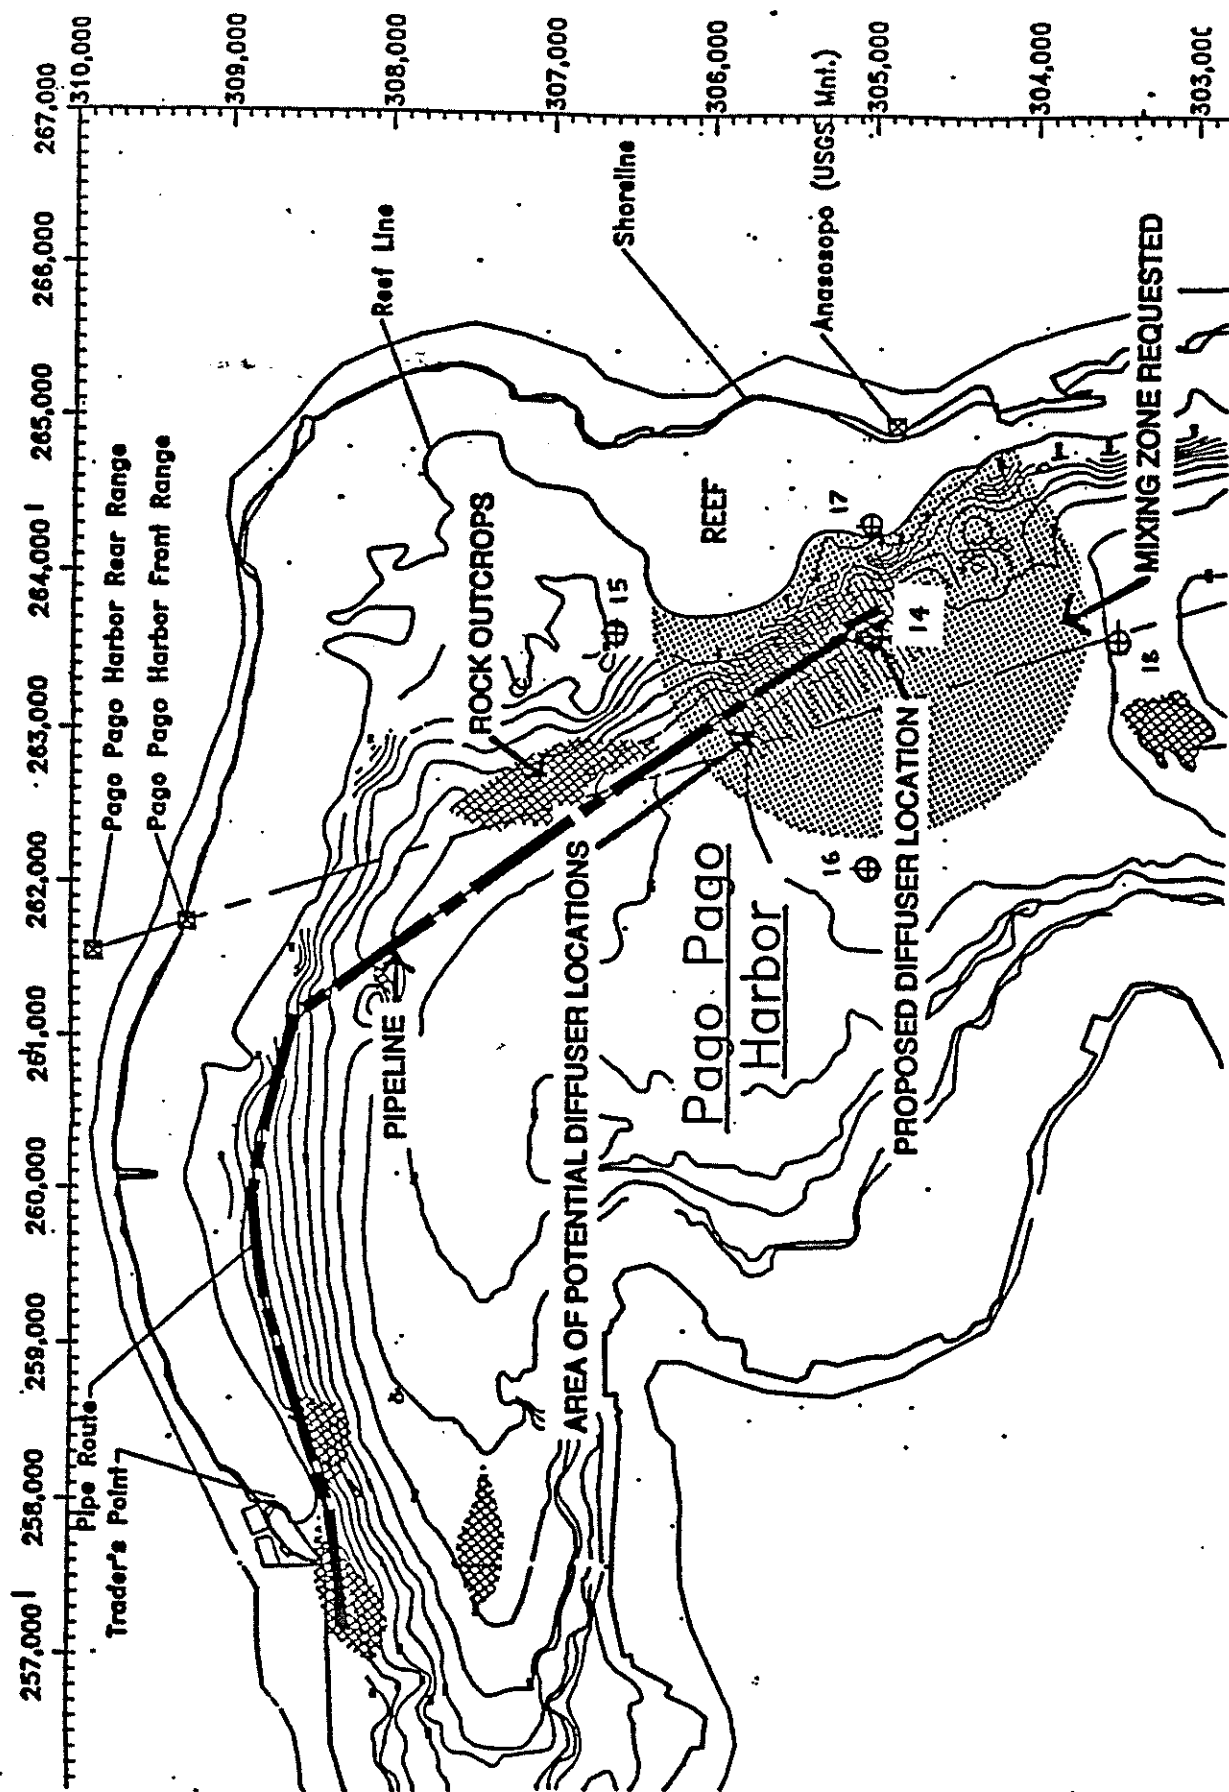 257,000
258,000
259,000
260,000
261,000
262,000
263,000
264,000
265,000
266,000
267,000
310,000
309,000
308,000
307,000
306,000
305,000
304,000
Pipe Route
Trader's Point
Pago Pago Harbor Rear Range
Pago Pago Harbor Front Range
Reef Line
Shoreline
Anasosopo (USGS Mnt.)
PIPELINE
ROCK OUTCROPS
REEF
15
17
14
16
18
AREA OF POTENTIAL DIFFUSER LOCATIONS
Pago Pago
Harbor
PROPOSED DIFFUSER LOCATION
MIXING ZONE REQUESTED